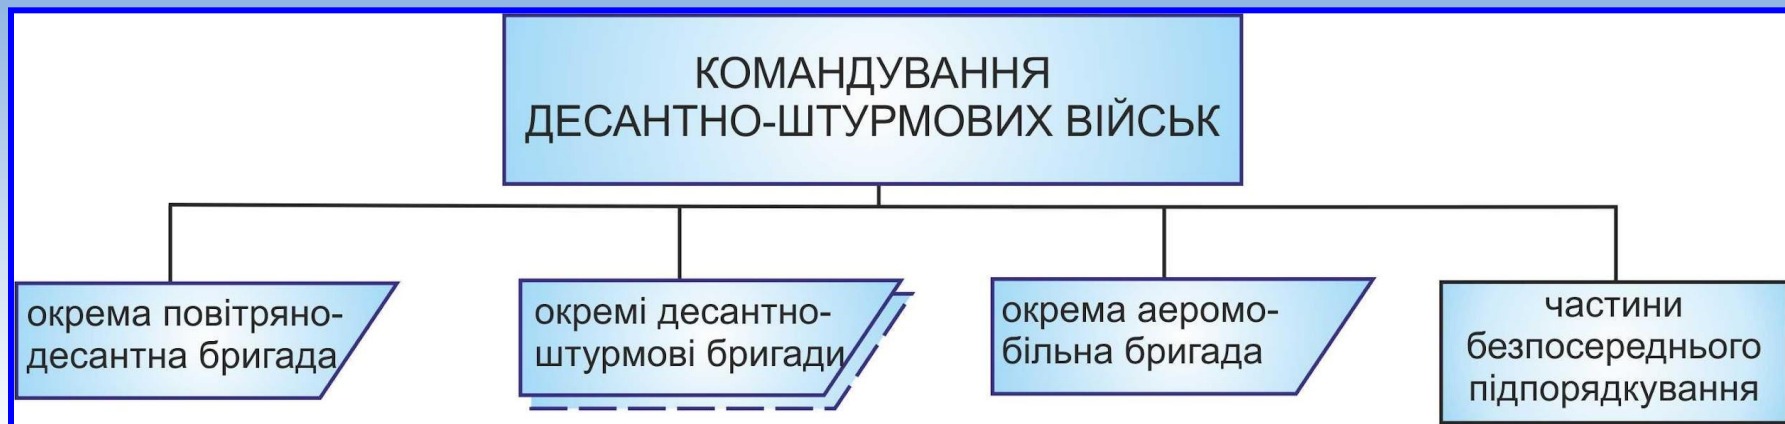 КОМАНДУВАННЯ
ДЕСАНТНО-ШТУРМОВИХ ВІЙСЬК
окрема повітряно-
десантна бригада
окремі десантно-
штурмові бригади
окрема аеромо-
більна бригада
частини
безпосереднього
підпорядкування